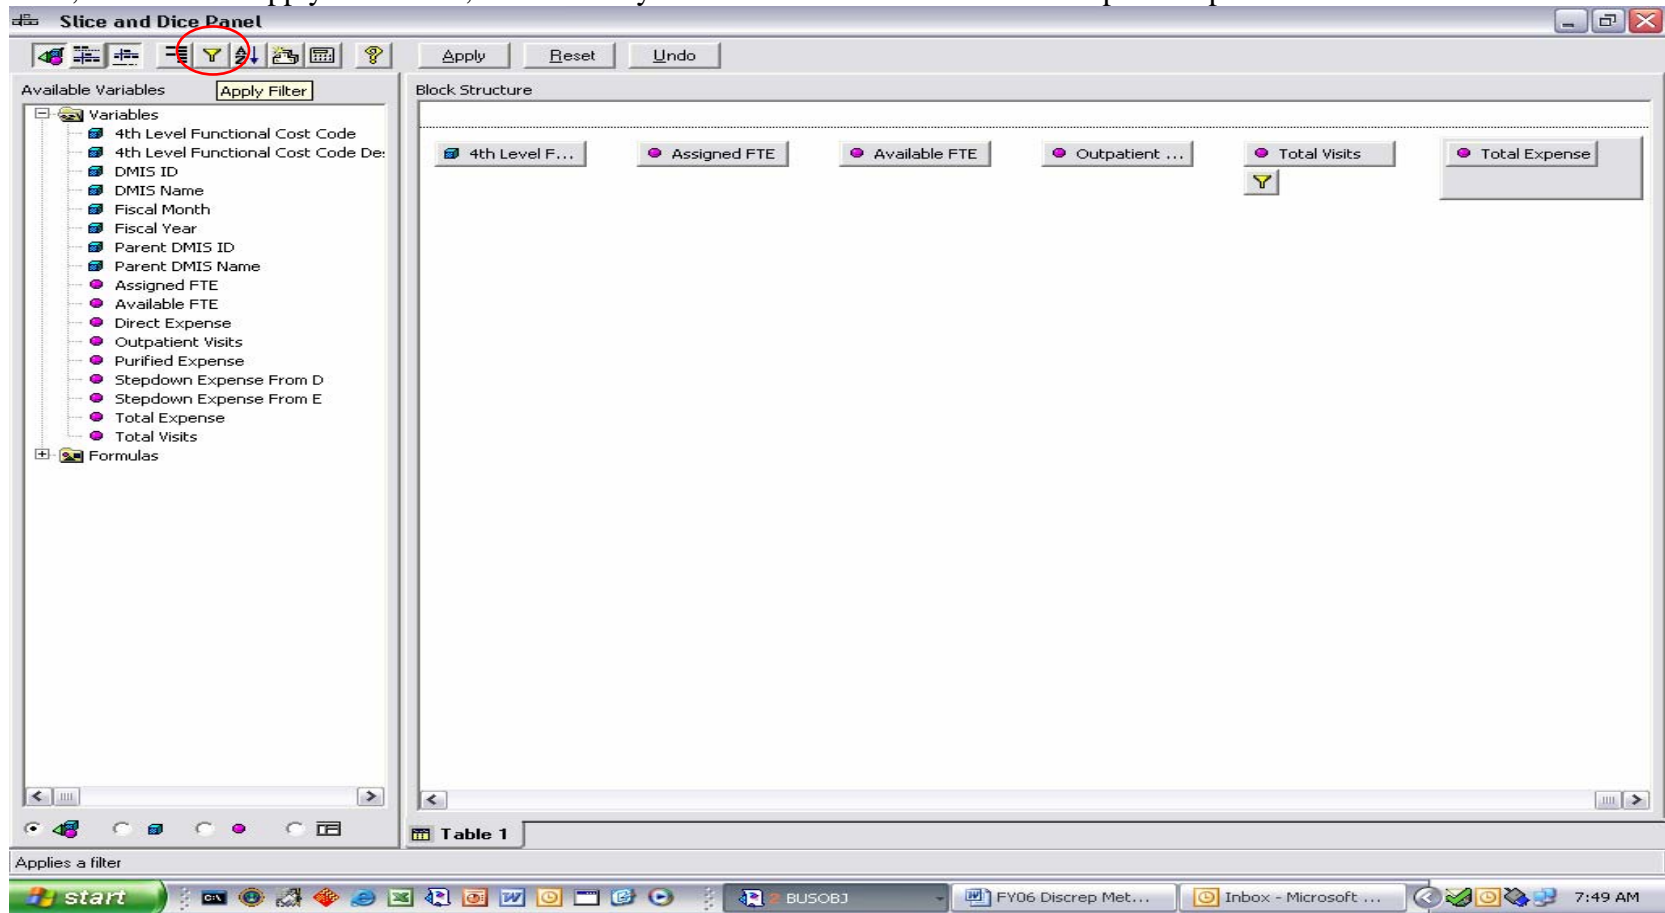 Slice and Dice Panel
Apply Reset Undo
Available Variables
Apply Filter
Block Structure
Variables
4th Level Functional Cost Code
4th Level Functional Cost Code De:
DMIS ID
DMIS Name
Fiscal Month
Fiscal Year
Parent DMIS ID
Parent DMIS Name
Assigned FTE
Available FTE
Direct Expense
Outpatient Visits
Purified Expense
Stepdown Expense From D
Stepdown Expense From E
Total Expense
Total Visits
Formulas
4th Level F... Assigned FTE Available FTE Outpatient ... Total Visits Total Expense
Table 1
Applies a filter
start 2 BUSOBJ FY06 Discrep Met... Inbox - Microsoft ... 7:49 AM